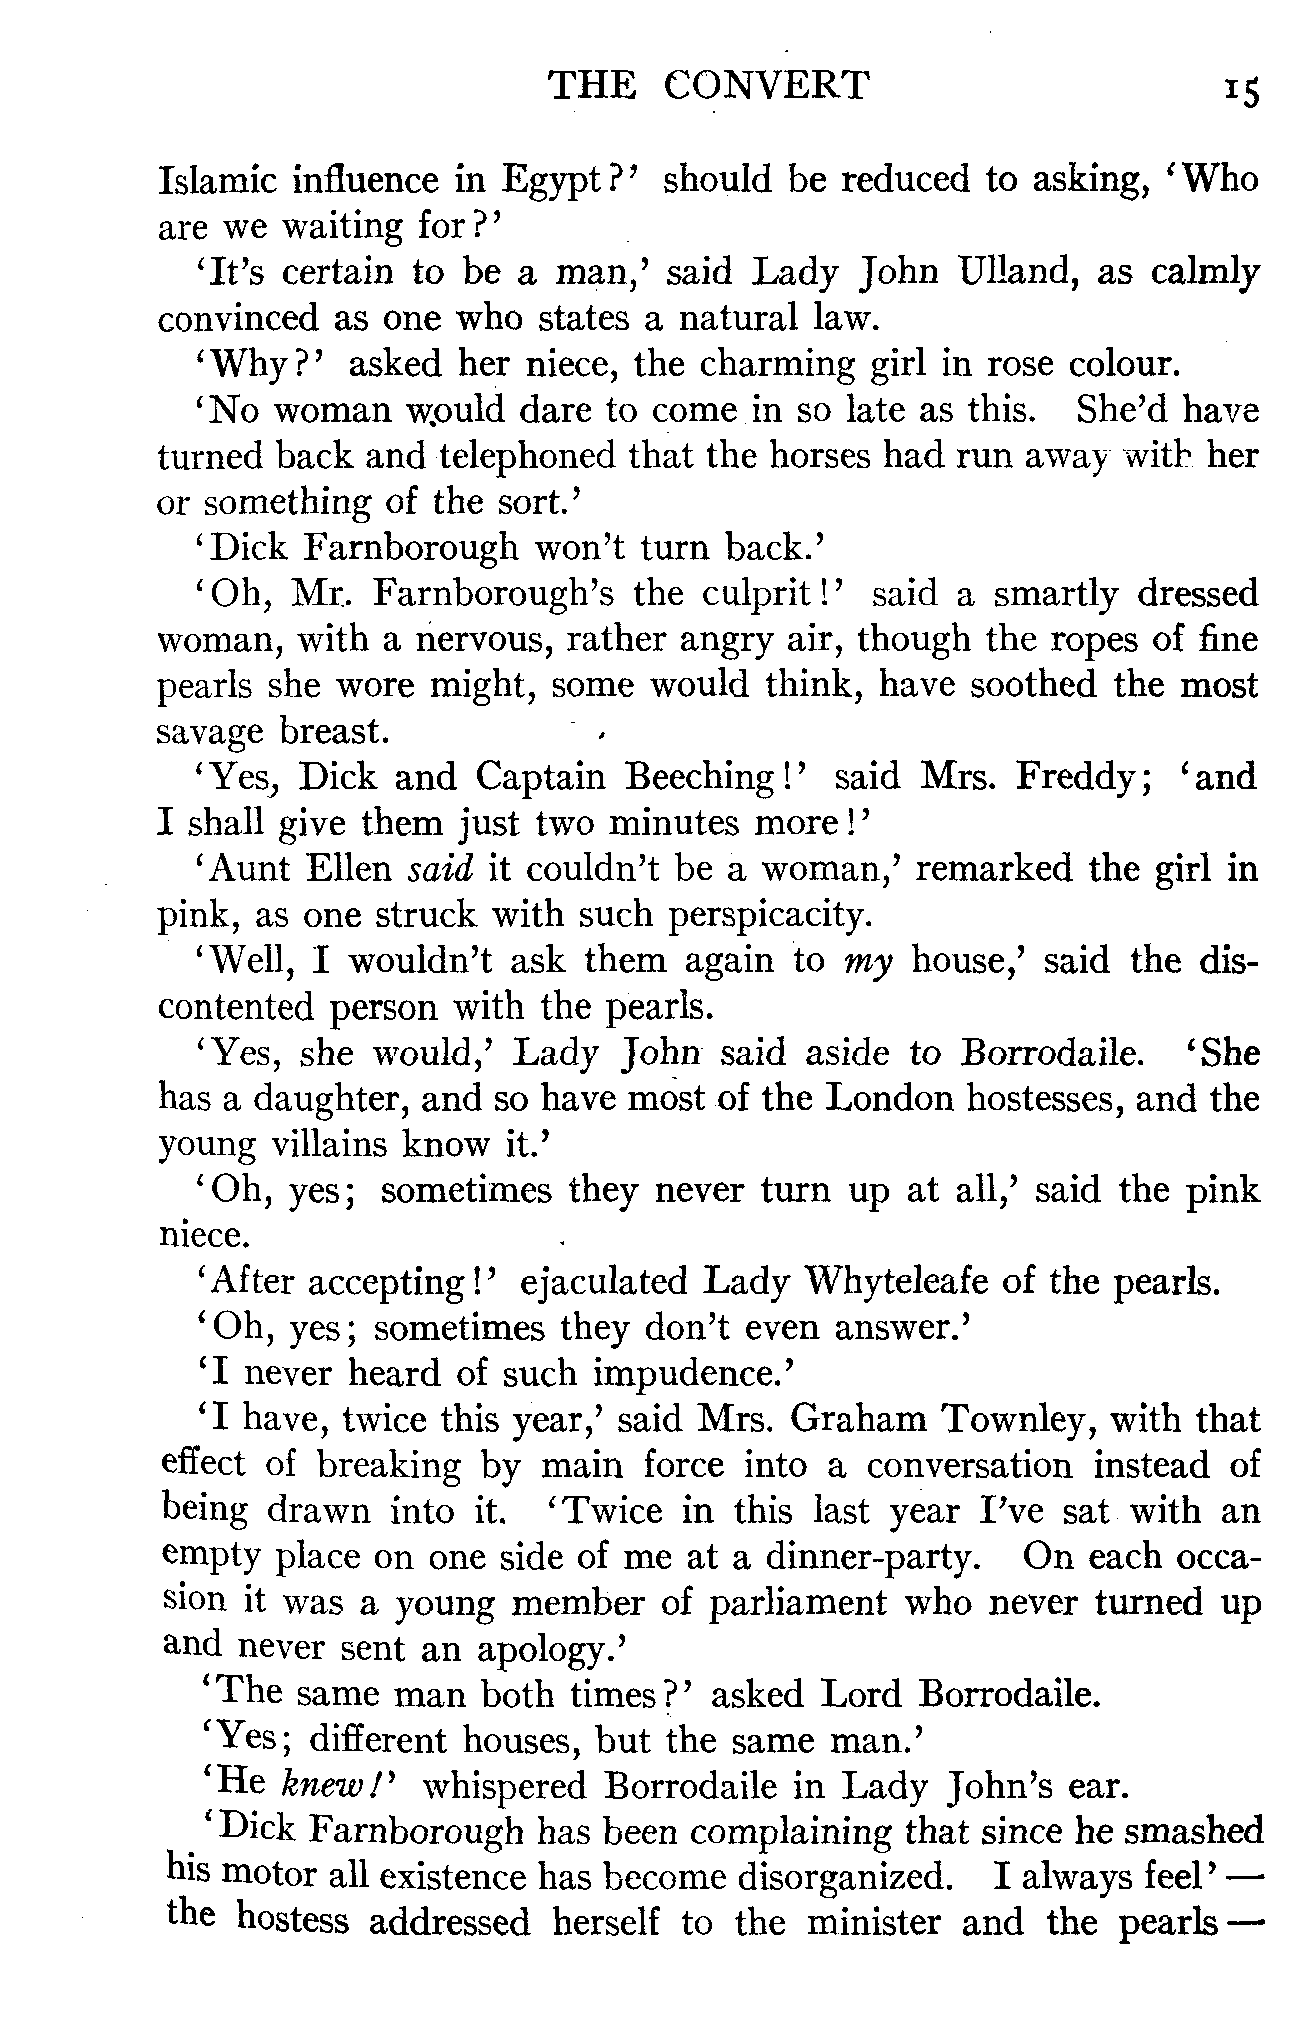 THE CONVERT 15
Islamic influence in Egypt?' should be reduced to asking, 'Who
are we waiting for?'
'It's certain to be a man,' said Lady John Ulland, as calmly
convinced as one who states a natural law.
'Why?' asked her niece, the charming girl in rose colour.
'No woman would dare to come in so late as this. She'd have
turned back and telephoned that the horses had run away with her
or something of the sort.'
'Dick Farnborough won't turn back.'
'Oh, Mr. Farnborough's the culprit!' said a smartly dressed
woman, with a nervous, rather angry air, though the ropes of fine
pearls she wore might, some would think, have soothed the most
savage breast.
'Yes, Dick and Captain Beeching!' said Mrs. Freddy; 'and
I shall give them just two minutes more!'
'Aunt Ellen said it couldn't be a woman,' remarked the girl in
pink, as one struck with such perspicacity.
'Well, I wouldn't ask them again to my house,' said the dis-
contented person with the pearls.
'Yes, she would,' Lady John said aside to Borrodaile. 'She
has a daughter, and so have most of the London hostesses, and the
young villains know it.'
'Oh, yes; sometimes they never turn up at all,' said the pink
niece.
'After accepting!' ejaculated Lady Whyteleafe of the pearls.
'Oh, yes; sometimes they don't even answer.'
'I never heard of such impudence.'
'I have, twice this year,' said Mrs. Graham Townley, with that
effect of breaking by main force into a conversation instead of
being drawn into it. 'Twice in this last year I've sat with an
empty place on one side of me at a dinner-party. On each occa-
sion it was a young member of parliament who never turned up
and never sent an apology.'
'The same man both times?' asked Lord Borrodaile.
'Yes; different houses, but the same man.'
'He knew!' whispered Borrodaile in Lady John's ear.
'Dick Farnborough has been complaining that since he smashed
his motor all existence has become disorganized. I always feel'—
the hostess addressed herself to the minister and the pearls—